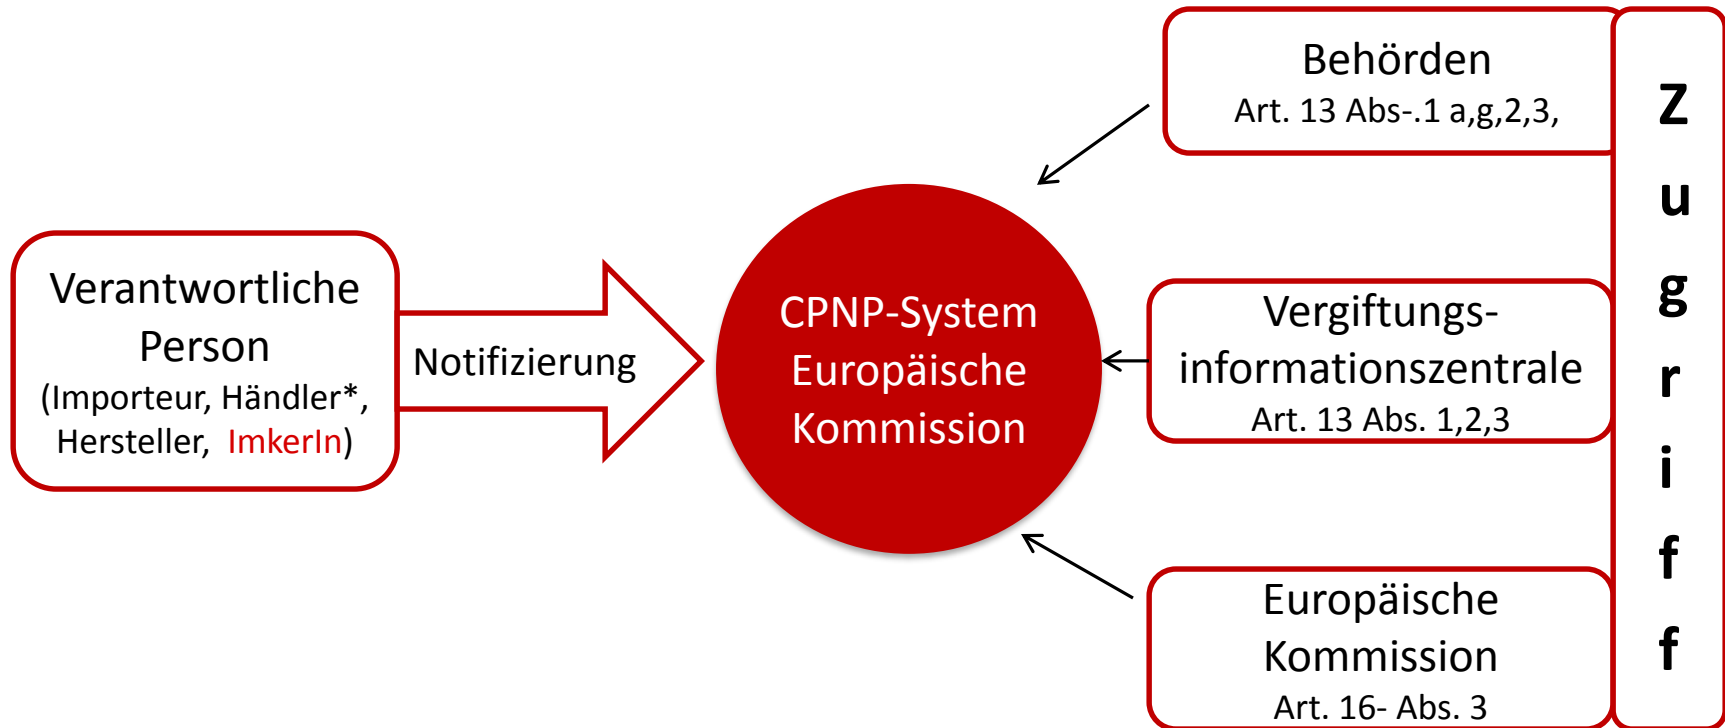 Verantwortliche
Person
(Importeur, Händler*,
Hersteller, ImkerIn)
Notifizierung
CPNP-System
Europäische
Kommission
Behörden
Art. 13 Abs-.1 a,g,2,3,
Vergiftungs-
informationszentrale
Art. 13 Abs. 1,2,3
Europäische
Kommission
Art. 16- Abs. 3
Z
u
g
r
i
f
f